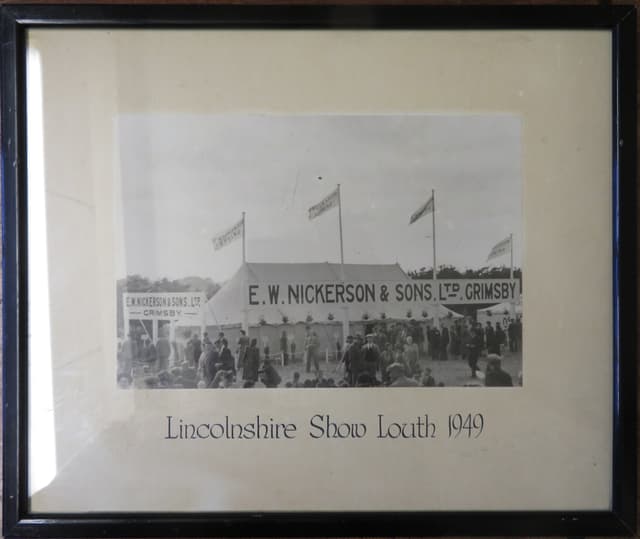 E.W. NICKERSON & SONS. LTD. GRIMSBY
E.W. NICKERSON & SONS. LTD.
— GRIMSBY —
Lincolnshire Show Louth 1949